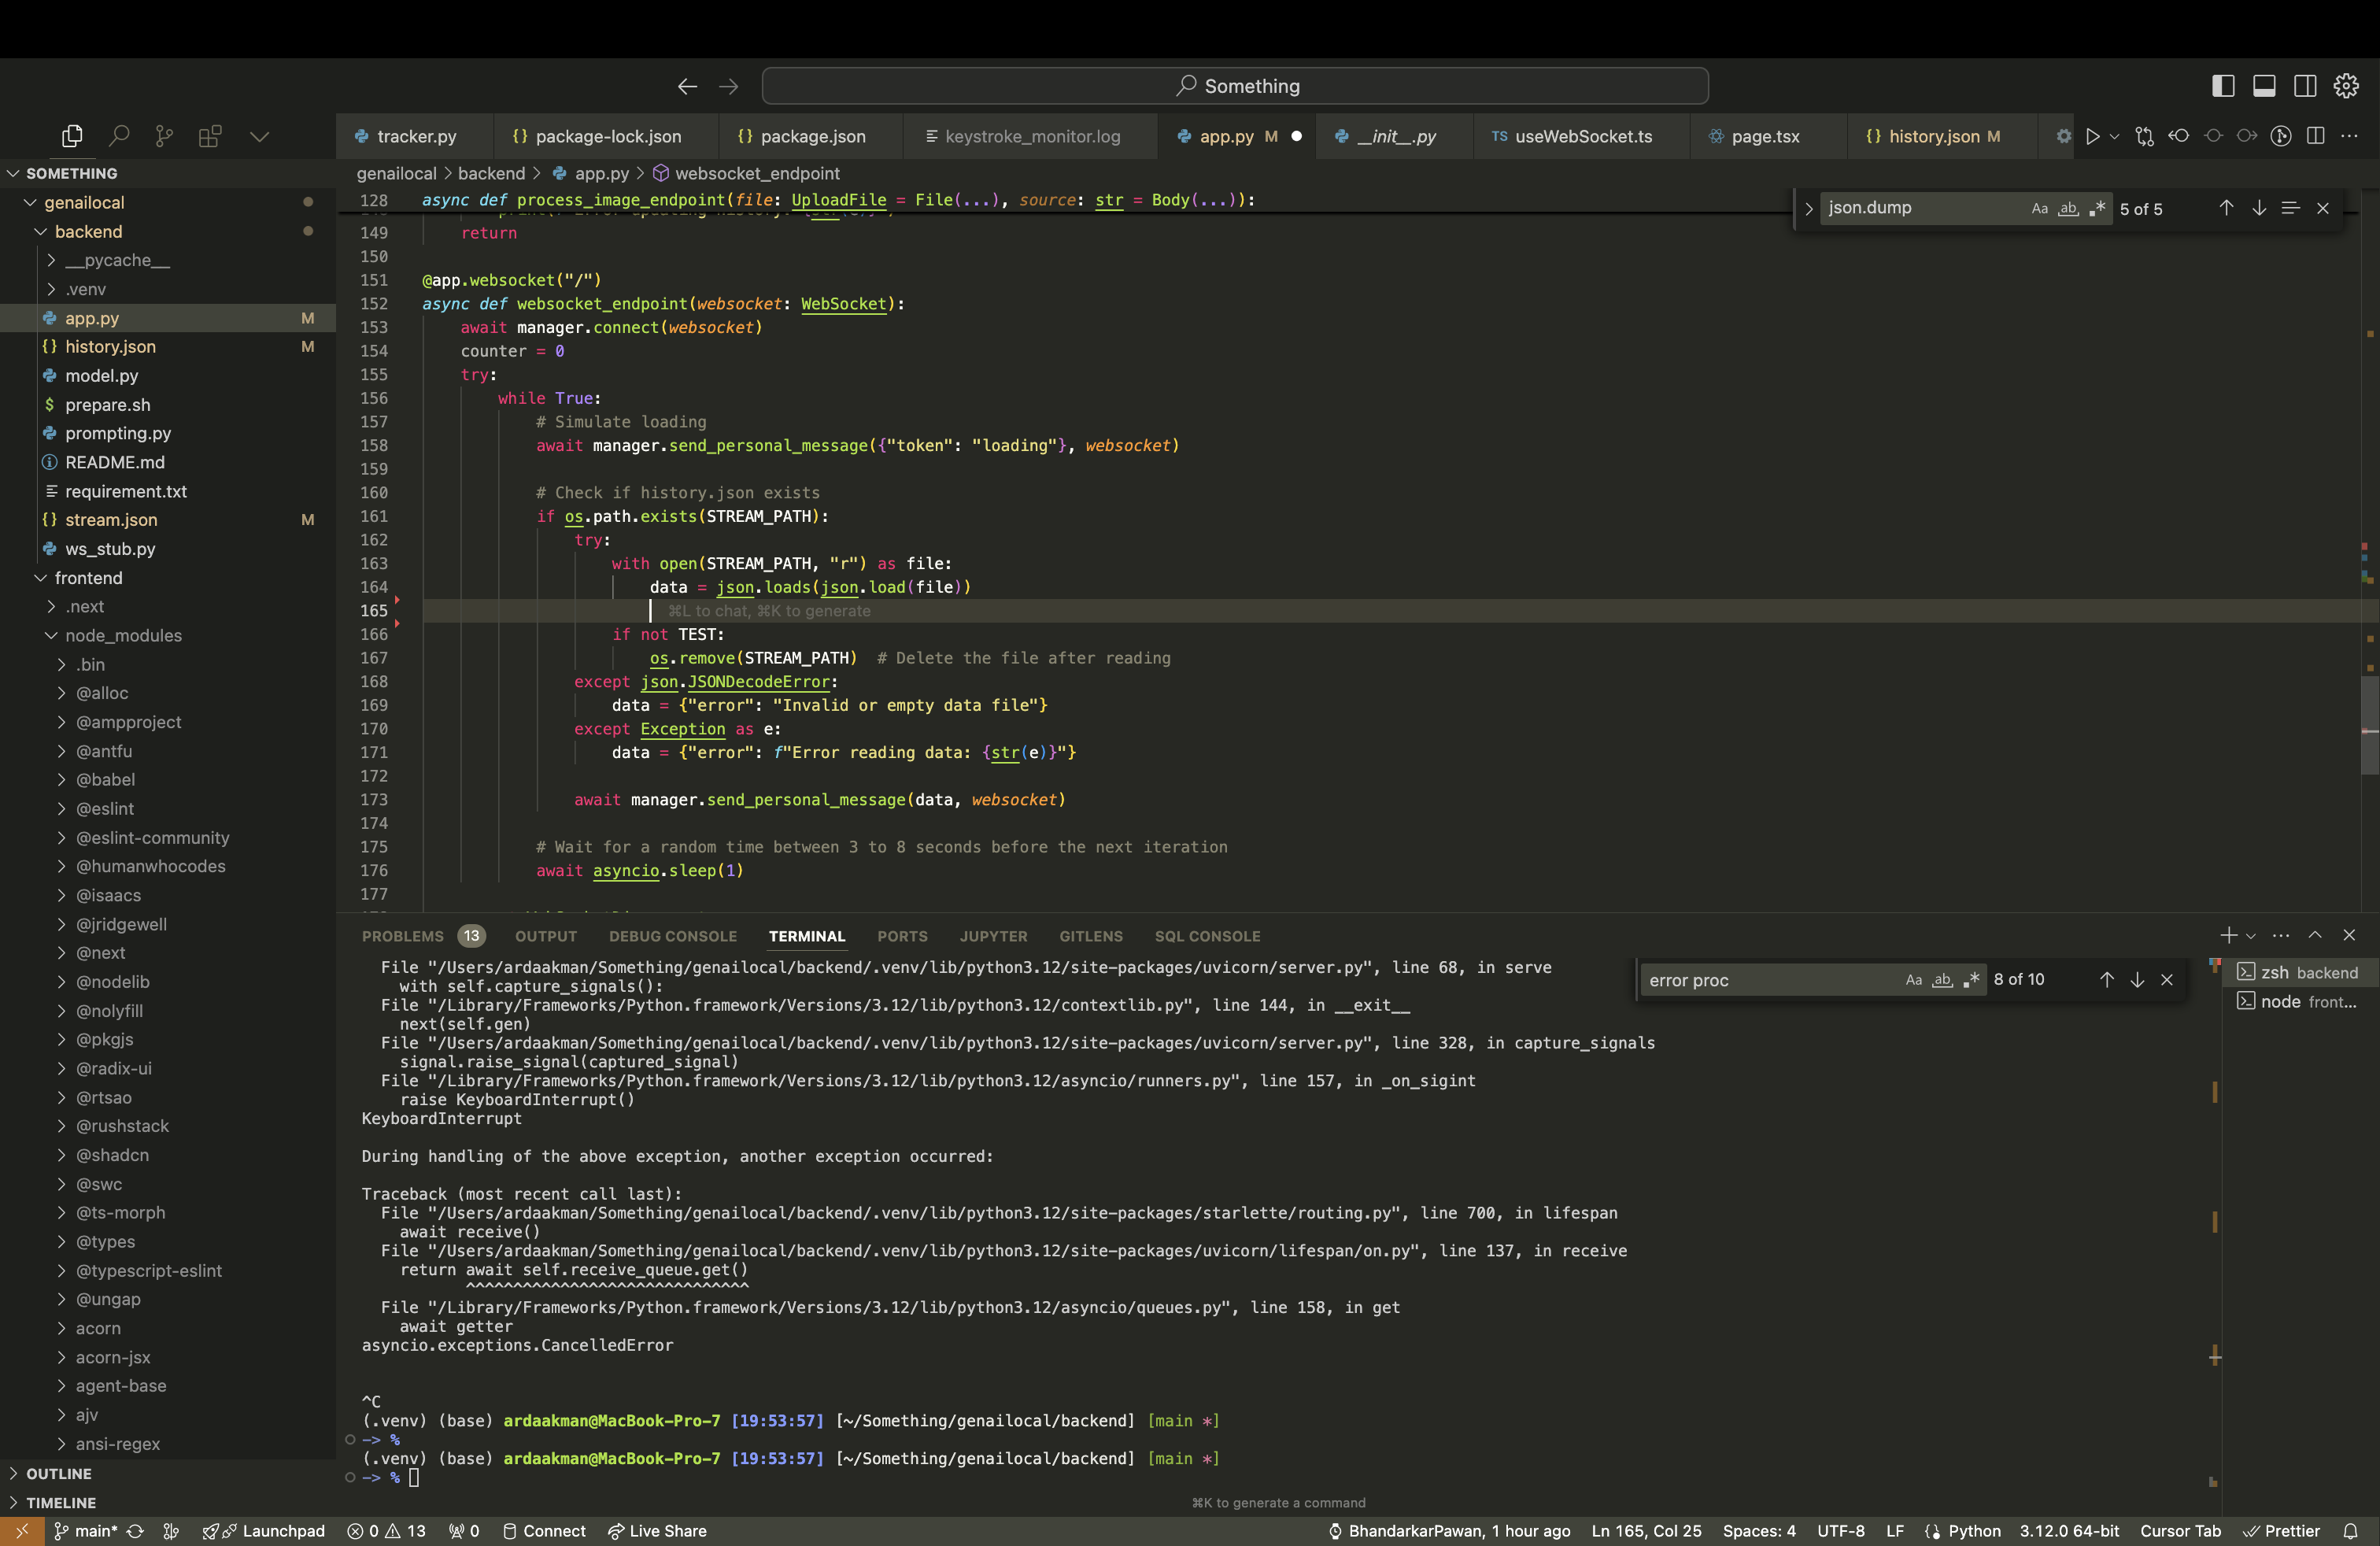 Something
tracker.py
package-lock.json
package.json
keystroke_monitor.log
app.py M
__init__.py
TS useWebSocket.ts
page.tsx
history.json M
SOMETHING
genailocal
backend
__pycache__
.venv
app.py M
history.json M
model.py
prepare.sh
prompting.py
README.md
requirement.txt
stream.json M
ws_stub.py
frontend
.next
node_modules
.bin
@alloc
@ampproject
@antfu
@babel
@eslint
@eslint-community
@humanwhocodes
@isaacs
@jridgewell
@next
@nodelib
@nolyfill
@pkgjs
@radix-ui
@rtsao
@rushstack
@shadcn
@swc
@ts-morph
@types
@typescript-eslint
@ungap
acorn
acorn-jsx
agent-base
ajv
ansi-regex
OUTLINE
TIMELINE
genailocal > backend > app.py > websocket_endpoint
json.dump Aa ab 5 of 5
128 async def process_image_endpoint(file: UploadFile = File(...), source: str = Body(...)):
149 return
150
151 @app.websocket("/")
152 async def websocket_endpoint(websocket: WebSocket):
153 await manager.connect(websocket)
154 counter = 0
155 try:
156 while True:
157 # Simulate loading
158 await manager.send_personal_message({"token": "loading"}, websocket)
159
160 # Check if history.json exists
161 if os.path.exists(STREAM_PATH):
162 try:
163 with open(STREAM_PATH, "r") as file:
164 data = json.loads(json.load(file))
165 ⌘L to chat, ⌘K to generate
166 if not TEST:
167 os.remove(STREAM_PATH) # Delete the file after reading
168 except json.JSONDecodeError:
169 data = {"error": "Invalid or empty data file"}
170 except Exception as e:
171 data = {"error": f"Error reading data: {str(e)}"}
172
173 await manager.send_personal_message(data, websocket)
174
175 # Wait for a random time between 3 to 8 seconds before the next iteration
176 await asyncio.sleep(1)
177
PROBLEMS 13 OUTPUT DEBUG CONSOLE TERMINAL PORTS JUPYTER GITLENS SQL CONSOLE
error proc Aa ab 8 of 10
zsh backend
node front...
File "/Users/ardaakman/Something/genailocal/backend/.venv/lib/python3.12/site-packages/uvicorn/server.py", line 68, in serve
with self.capture_signals():
File "/Library/Frameworks/Python.framework/Versions/3.12/lib/python3.12/contextlib.py", line 144, in __exit__
next(self.gen)
File "/Users/ardaakman/Something/genailocal/backend/.venv/lib/python3.12/site-packages/uvicorn/server.py", line 328, in capture_signals
signal.raise_signal(captured_signal)
File "/Library/Frameworks/Python.framework/Versions/3.12/lib/python3.12/asyncio/runners.py", line 157, in _on_sigint
raise KeyboardInterrupt()
KeyboardInterrupt
During handling of the above exception, another exception occurred:
Traceback (most recent call last):
File "/Users/ardaakman/Something/genailocal/backend/.venv/lib/python3.12/site-packages/starlette/routing.py", line 700, in lifespan
await receive()
File "/Users/ardaakman/Something/genailocal/backend/.venv/lib/python3.12/site-packages/uvicorn/lifespan/on.py", line 137, in receive
return await self.receive_queue.get()
^^^^^^^^^^^^^^^^^^^^^^^^^^^^^^
File "/Library/Frameworks/Python.framework/Versions/3.12/lib/python3.12/asyncio/queues.py", line 158, in get
await getter
asyncio.exceptions.CancelledError
^C
(.venv) (base) ardaakman@MacBook-Pro-7 [19:53:57] [~/Something/genailocal/backend] [main *]
-> %
(.venv) (base) ardaakman@MacBook-Pro-7 [19:53:57] [~/Something/genailocal/backend] [main *]
-> %
⌘K to generate a command
main* Launchpad 0 13 0 Connect Live Share BhandarkarPawan, 1 hour ago Ln 165, Col 25 Spaces: 4 UTF-8 LF Python 3.12.0 64-bit Cursor Tab Prettier